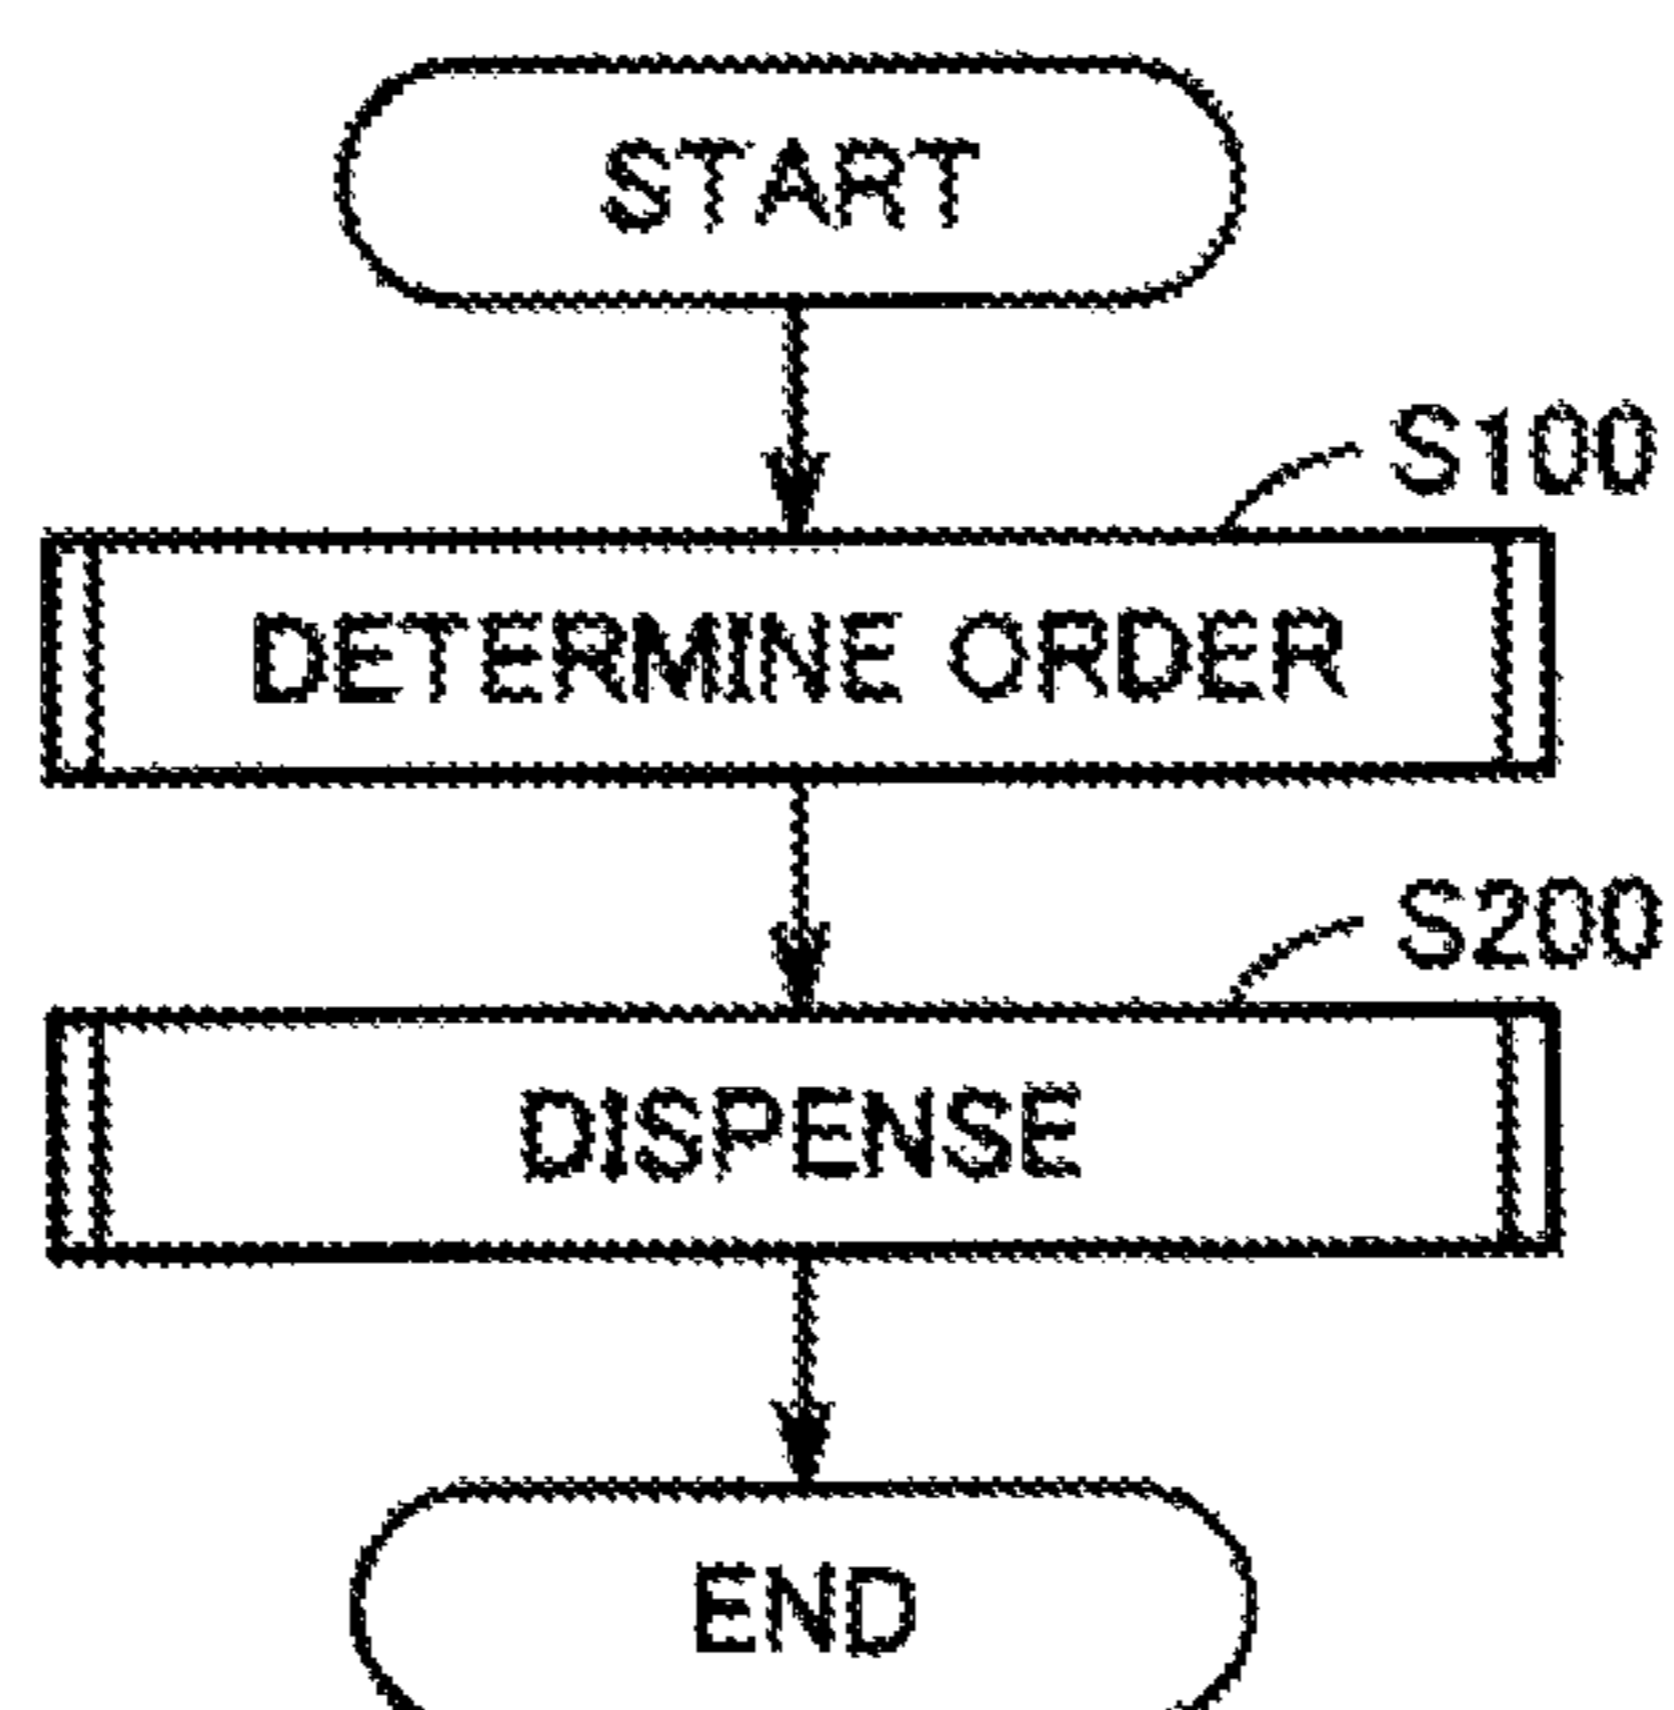 START
S100
DETERMINE ORDER
S200
DISPENSE
END